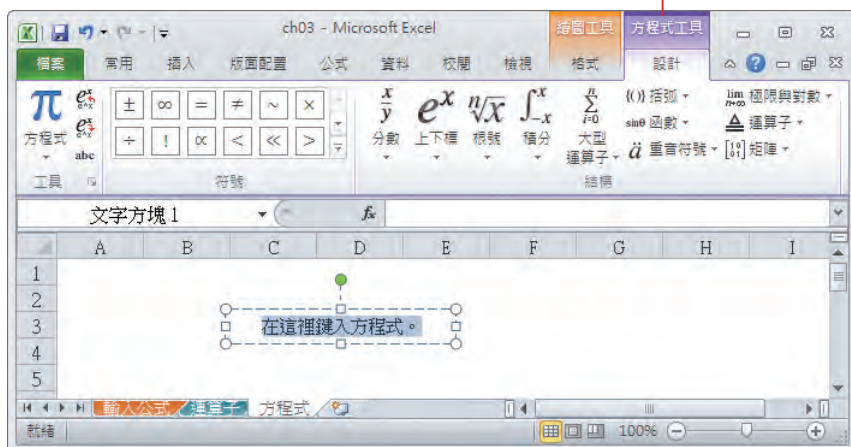 ch03 - Microsoft Excel 繪圖工具 方程式工具
檔案 常用 插入 版面配置 公式 資料 校閱 檢視 格式 設計
π ± ∞ = ≠ ~ × x/y eˣ ⁿ√x ∫ˣ₋ₓ Σ {()} 括弧 lim n→∞ 極限與對數
方程式 ÷ ! ∝ < ≪ > 分數 上下標 根號 積分 大型運算子 sinθ 函數 ≜ 運算子
abc ä 重音符號 [10 01] 矩陣
工具 符號 結構
文字方塊 1 fx
A B C D E F G H I
1
2
3 在這裡鍵入方程式。
4
5
輸入公式 運算子 方程式
就緒 100%